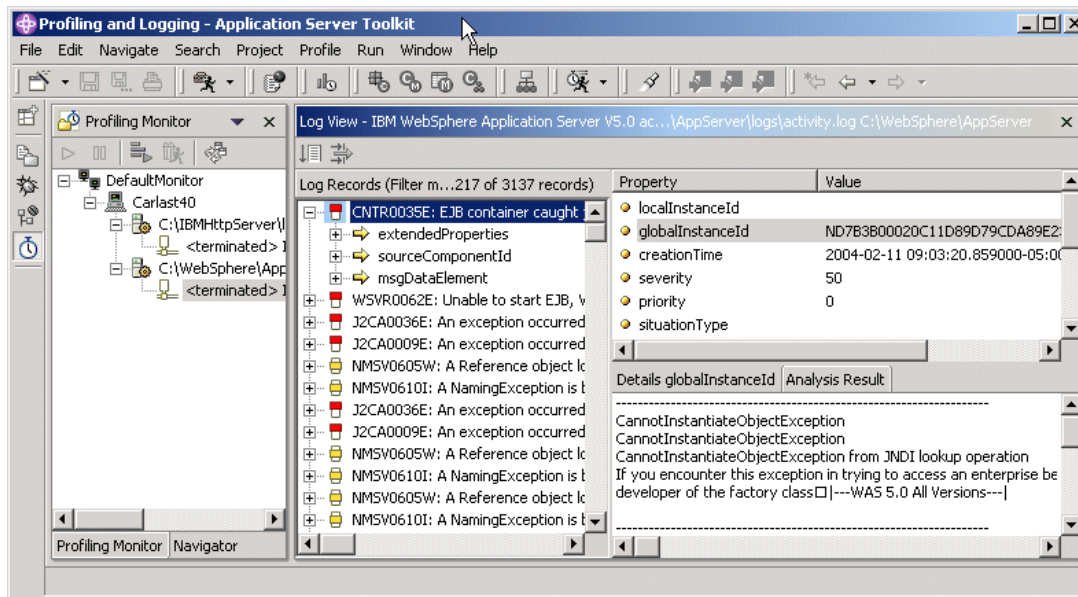 Profiling and Logging - Application Server Toolkit
File Edit Navigate Search Project Profile Run Window Help
Profiling Monitor
DefaultMonitor
Carlast40
C:\IBMHttpServer\
<terminated>
C:\WebSphere\App
<terminated>
Profiling Monitor Navigator
Log View - IBM WebSphere Application Server V5.0 ac...\AppServer\logs\activity.log C:\WebSphere\AppServer
Log Records (Filter m...217 of 3137 records)
CNTR0035E: EJB container caught
extendedProperties
sourceComponentId
msgDataElement
WSVR0062E: Unable to start EJB,
J2CA0036E: An exception occurred
J2CA0009E: An exception occurred
NMSV0605W: A Reference object lo
NMSV0610I: A NamingException is b
J2CA0036E: An exception occurred
J2CA0009E: An exception occurred
NMSV0605W: A Reference object lo
NMSV0610I: A NamingException is b
NMSV0605W: A Reference object lo
NMSV0610I: A NamingException is b
Property Value
localInstanceId
globalInstanceId ND7B3B00020C11D89D79CDA89E2
creationTime 2004-02-11 09:03:20.859000-05:00
severity 50
priority 0
situationType
Details globalInstanceId Analysis Result
----------------------------------------------------------------------
CannotInstantiateObjectException
CannotInstantiateObjectException
CannotInstantiateObjectException from JNDI lookup operation
If you encounter this exception in trying to access an enterprise be
developer of the factory class□|---WAS 5.0 All Versions---|
----------------------------------------------------------------------